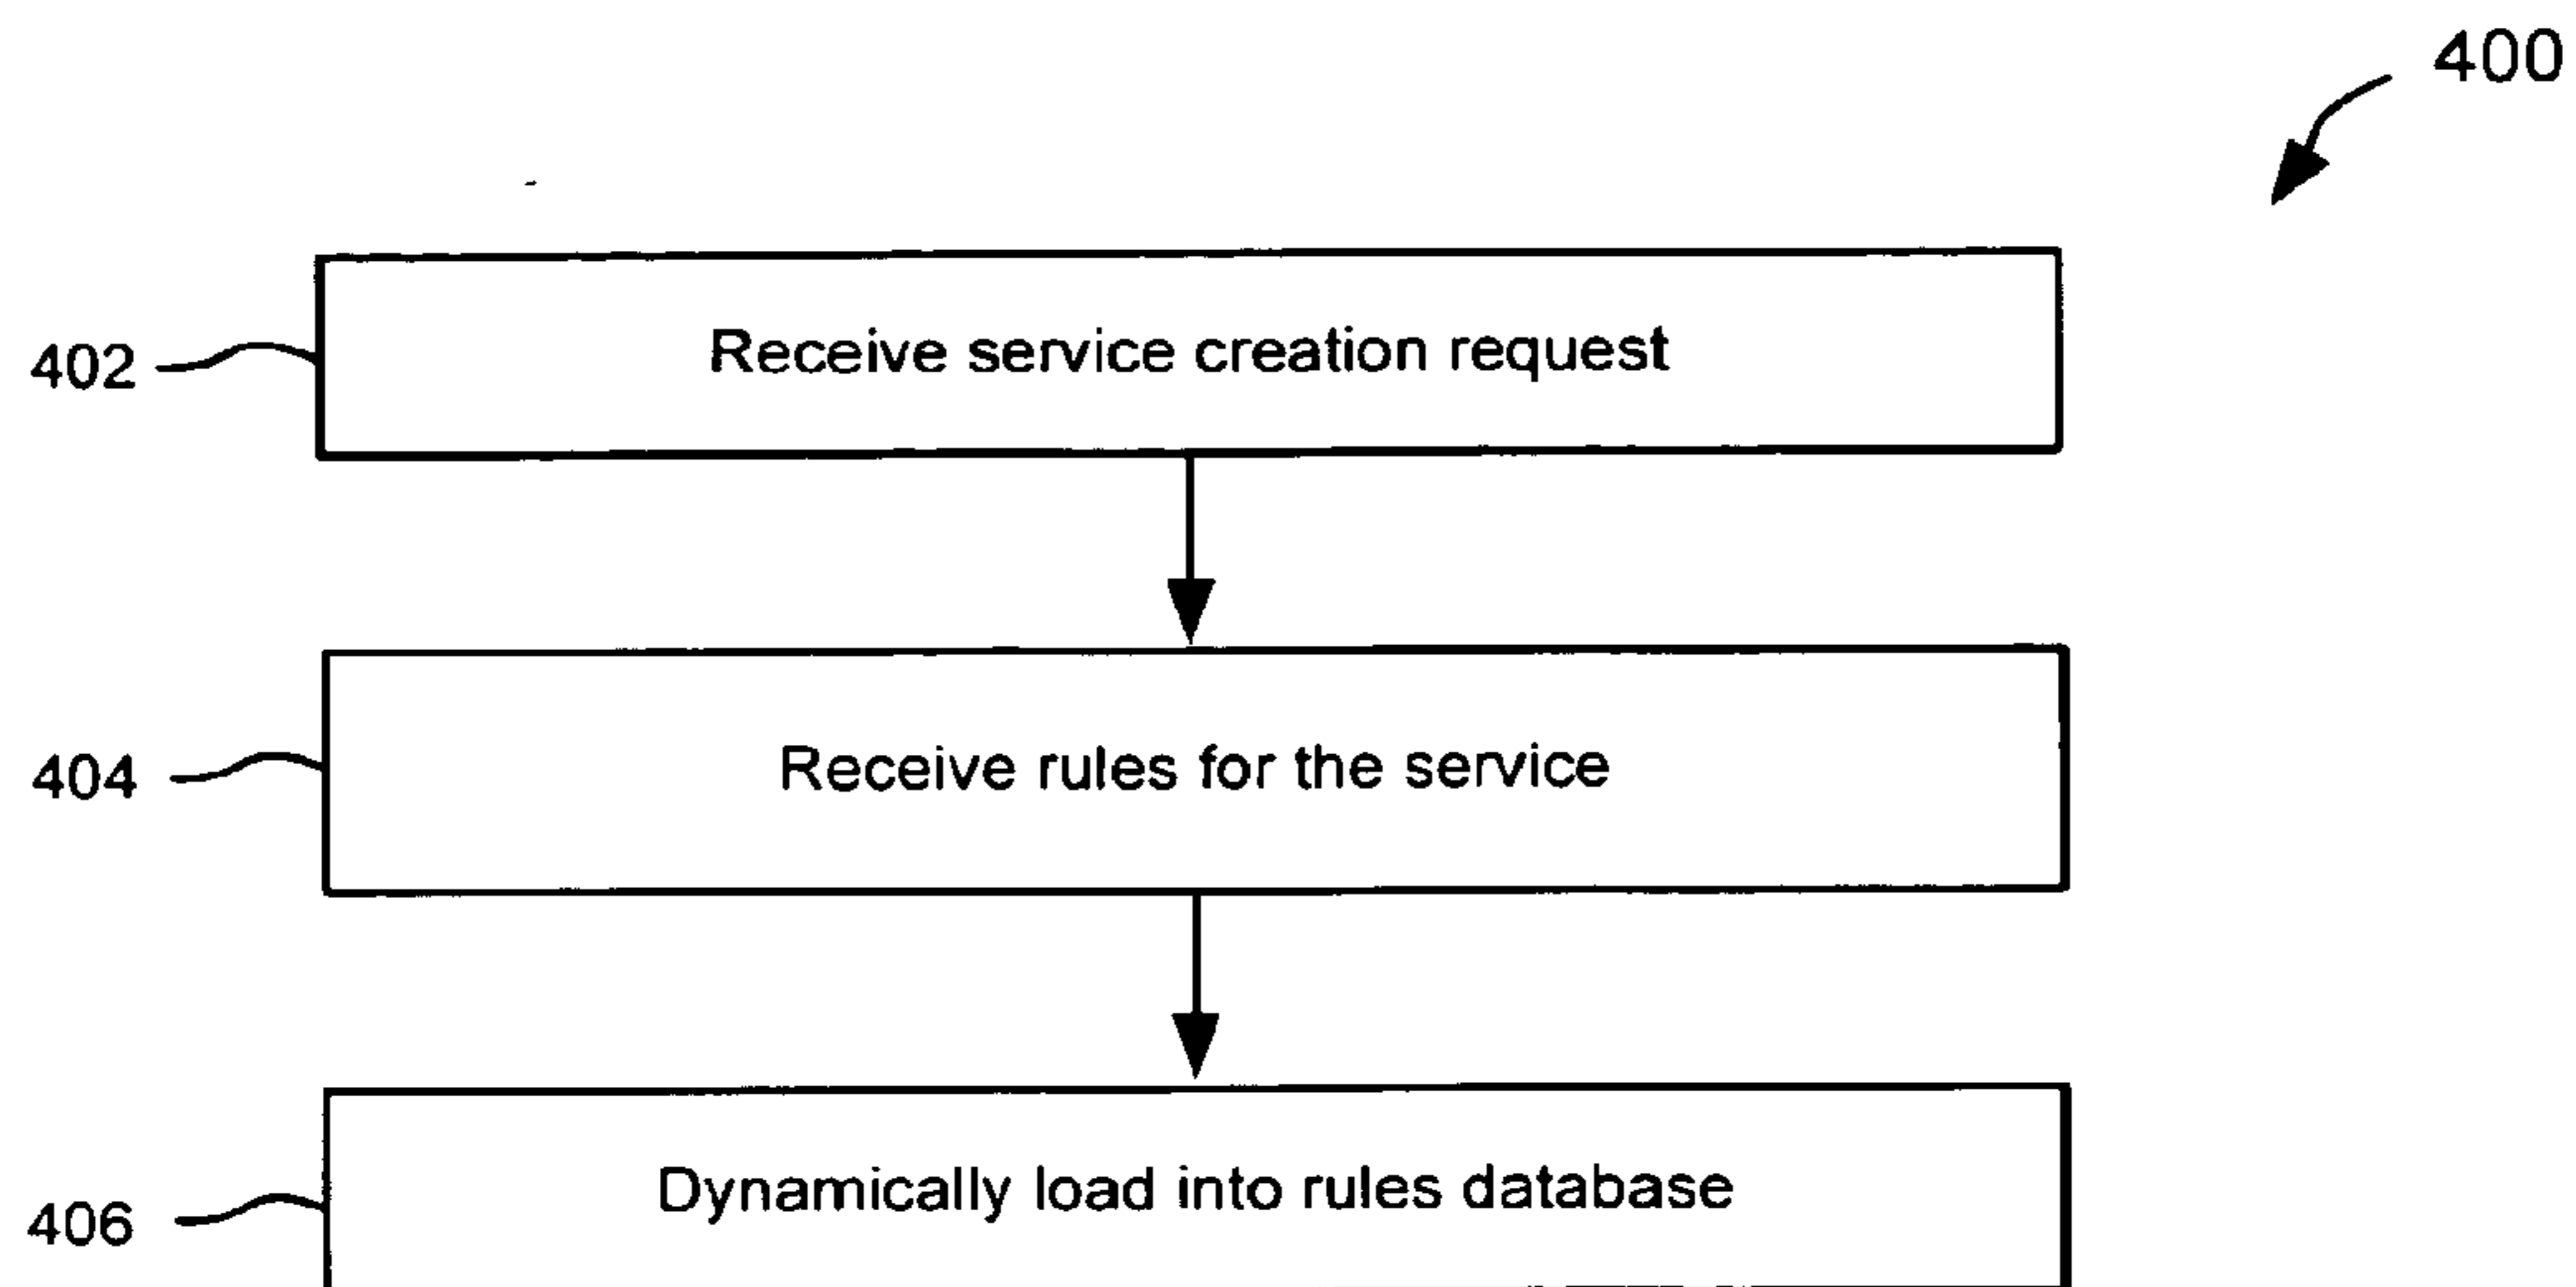 400
402
Receive service creation request
404
Receive rules for the service
406
Dynamically load into rules database